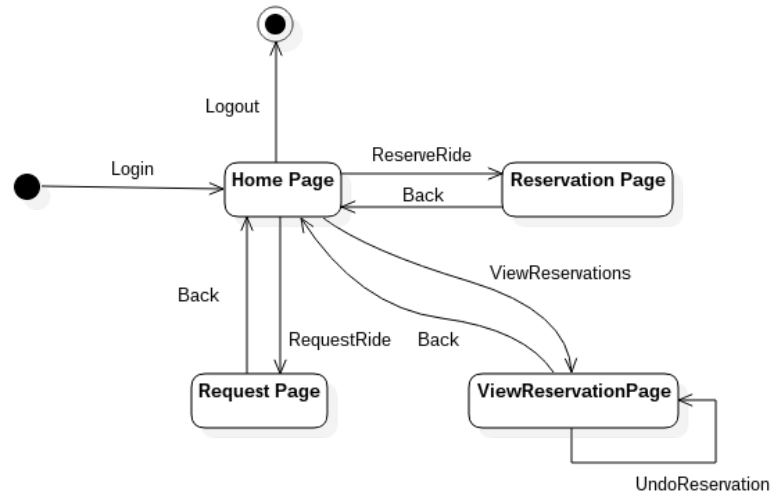 Logout
Login
Home Page
ReserveRide
Reservation Page
Back
ViewReservations
Back
RequestRide
Back
Request Page
ViewReservationPage
UndoReservation